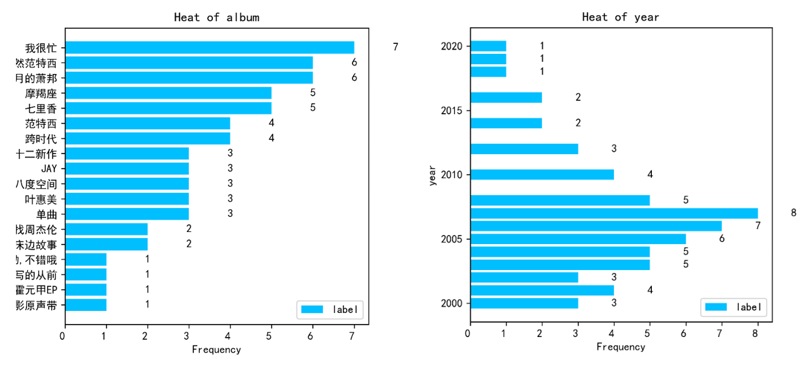 Heat of album
我很忙 7
然范特西 6
月的萧邦 6
摩羯座 5
七里香 5
范特西 4
跨时代 4
十二新作 3
JAY 3
八度空间 3
叶惠美 3
单曲 3
找周杰伦 2
边故事 2
不错哦 1
写的从前 1
霍元甲EP 1
影原声带 1
label
0 1 2 3 4 5 6 7
Frequency
Heat of year
year
2020 1
1
1
2015
2
2
3
2010 4
5
8
7
2005 6
5
5
3
4
2000 3
label
0 1 2 3 4 5 6 7 8
Frequency